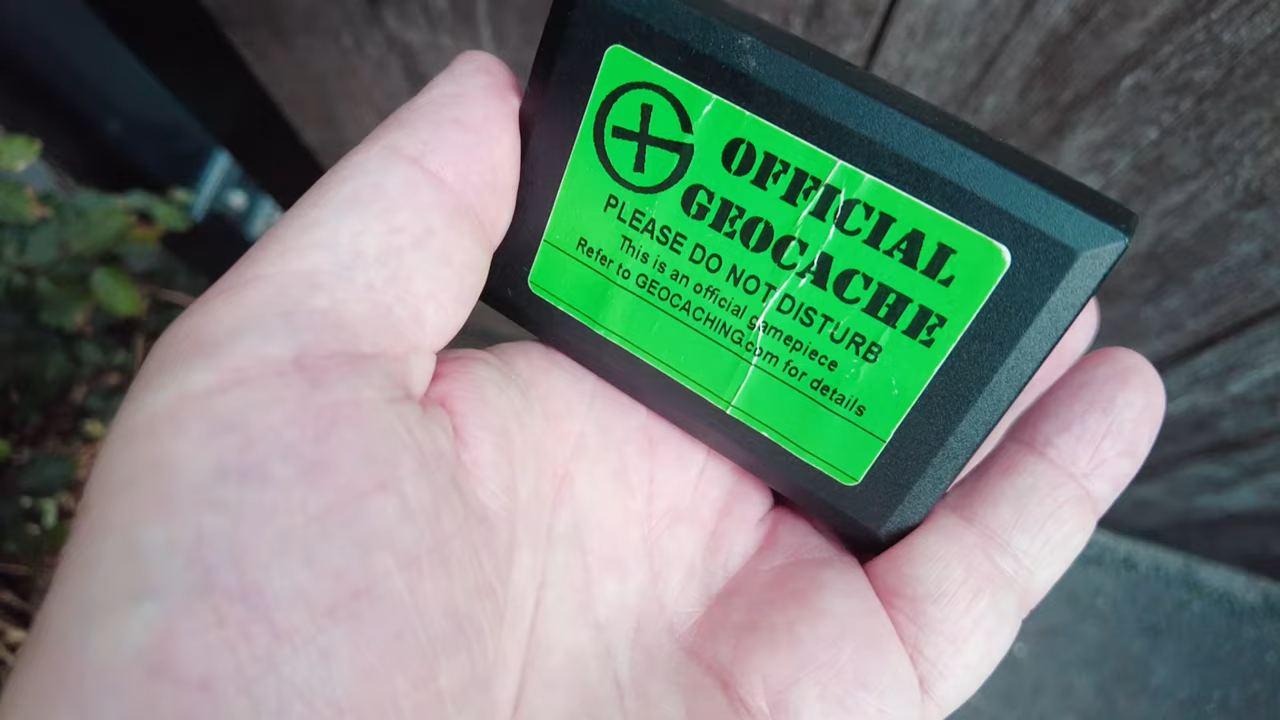 OFFICIAL
GEOCACHE
PLEASE DO NOT DISTURB
This is an official gamepiece
Refer to GEOCACHING.com for details